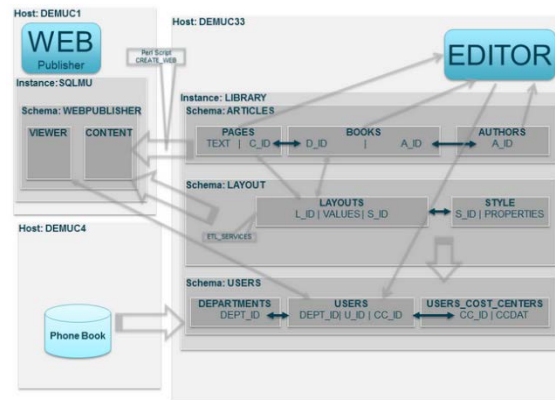 Host: DEMUC1
WEB
Publisher
Instance: SQLMU
Schema: WEBPUBLISHER
VIEWER
CONTENT
Host: DEMUC4
Phone Book
Perl Script
CREATE_WEB
ETL_SERVICES
Host: DEMUC33
EDITOR
Instance: LIBRARY
Schema: ARTICLES
PAGES
TEXT | C_ID
BOOKS
D_ID | A_ID
AUTHORS
A_ID
Schema: LAYOUT
LAYOUTS
L_ID | VALUES | S_ID
STYLE
S_ID | PROPERTIES
Schema: USERS
DEPARTMENTS
DEPT_ID
USERS
DEPT_ID | U_ID | CC_ID
USERS_COST_CENTERS
CC_ID | CCDAT